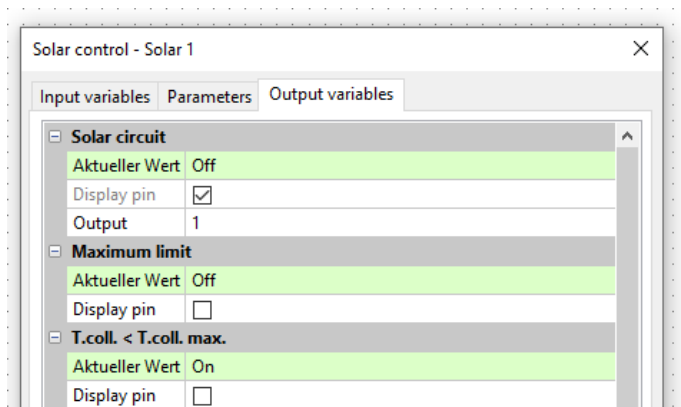 Solar control - Solar 1
Input variables Parameters Output variables
Solar circuit
Aktueller Wert Off
Display pin
Output 1
Maximum limit
Aktueller Wert Off
Display pin
T.coll. < T.coll. max.
Aktueller Wert On
Display pin